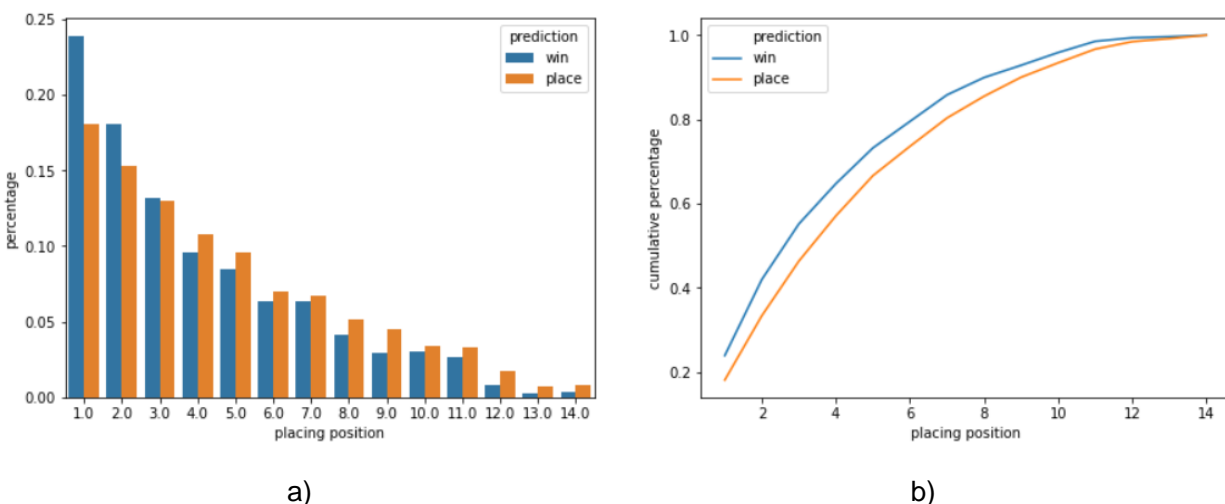 0.25
0.20
0.15
0.10
0.05
0.00
percentage
prediction
win
place
1.0 2.0 3.0 4.0 5.0 6.0 7.0 8.0 9.0 10.0 11.0 12.0 13.0 14.0
placing position
a)
1.0
0.8
0.6
0.4
0.2
cumulative percentage
prediction
win
place
2 4 6 8 10 12 14
placing position
b)